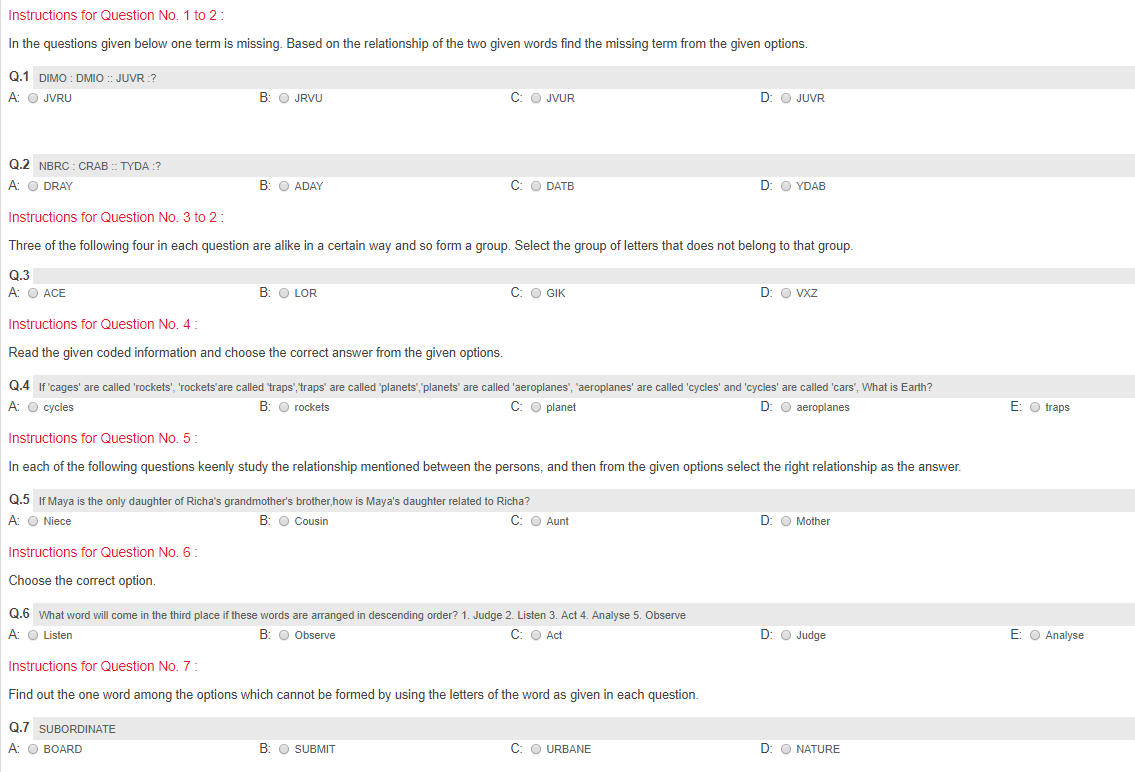 Instructions for Question No. 1 to 2 :
In the questions given below one term is missing. Based on the relationship of the two given words find the missing term from the given options.
Q.1 DIMO : DMIO :: JUVR :?
A: JVRU B: JRVU C: JVUR D: JUVR
Q.2 NBRC : CRAB :: TYDA :?
A: DRAY B: ADAY C: DATB D: YDAB
Instructions for Question No. 3 to 2 :
Three of the following four in each question are alike in a certain way and so form a group. Select the group of letters that does not belong to that group.
Q.3
A: ACE B: LOR C: GIK D: VXZ
Instructions for Question No. 4 :
Read the given coded information and choose the correct answer from the given options.
Q.4 If 'cages' are called 'rockets', 'rockets'are called 'traps','traps' are called 'planets','planets' are called 'aeroplanes', 'aeroplanes' are called 'cycles' and 'cycles' are called 'cars', What is Earth?
A: cycles B: rockets C: planet D: aeroplanes E: traps
Instructions for Question No. 5 :
In each of the following questions keenly study the relationship mentioned between the persons, and then from the given options select the right relationship as the answer.
Q.5 If Maya is the only daughter of Richa's grandmother's brother,how is Maya's daughter related to Richa?
A: Niece B: Cousin C: Aunt D: Mother
Instructions for Question No. 6 :
Choose the correct option.
Q.6 What word will come in the third place if these words are arranged in descending order? 1. Judge 2. Listen 3. Act 4. Analyse 5. Observe
A: Listen B: Observe C: Act D: Judge E: Analyse
Instructions for Question No. 7 :
Find out the one word among the options which cannot be formed by using the letters of the word as given in each question.
Q.7 SUBORDINATE
A: BOARD B: SUBMIT C: URBANE D: NATURE